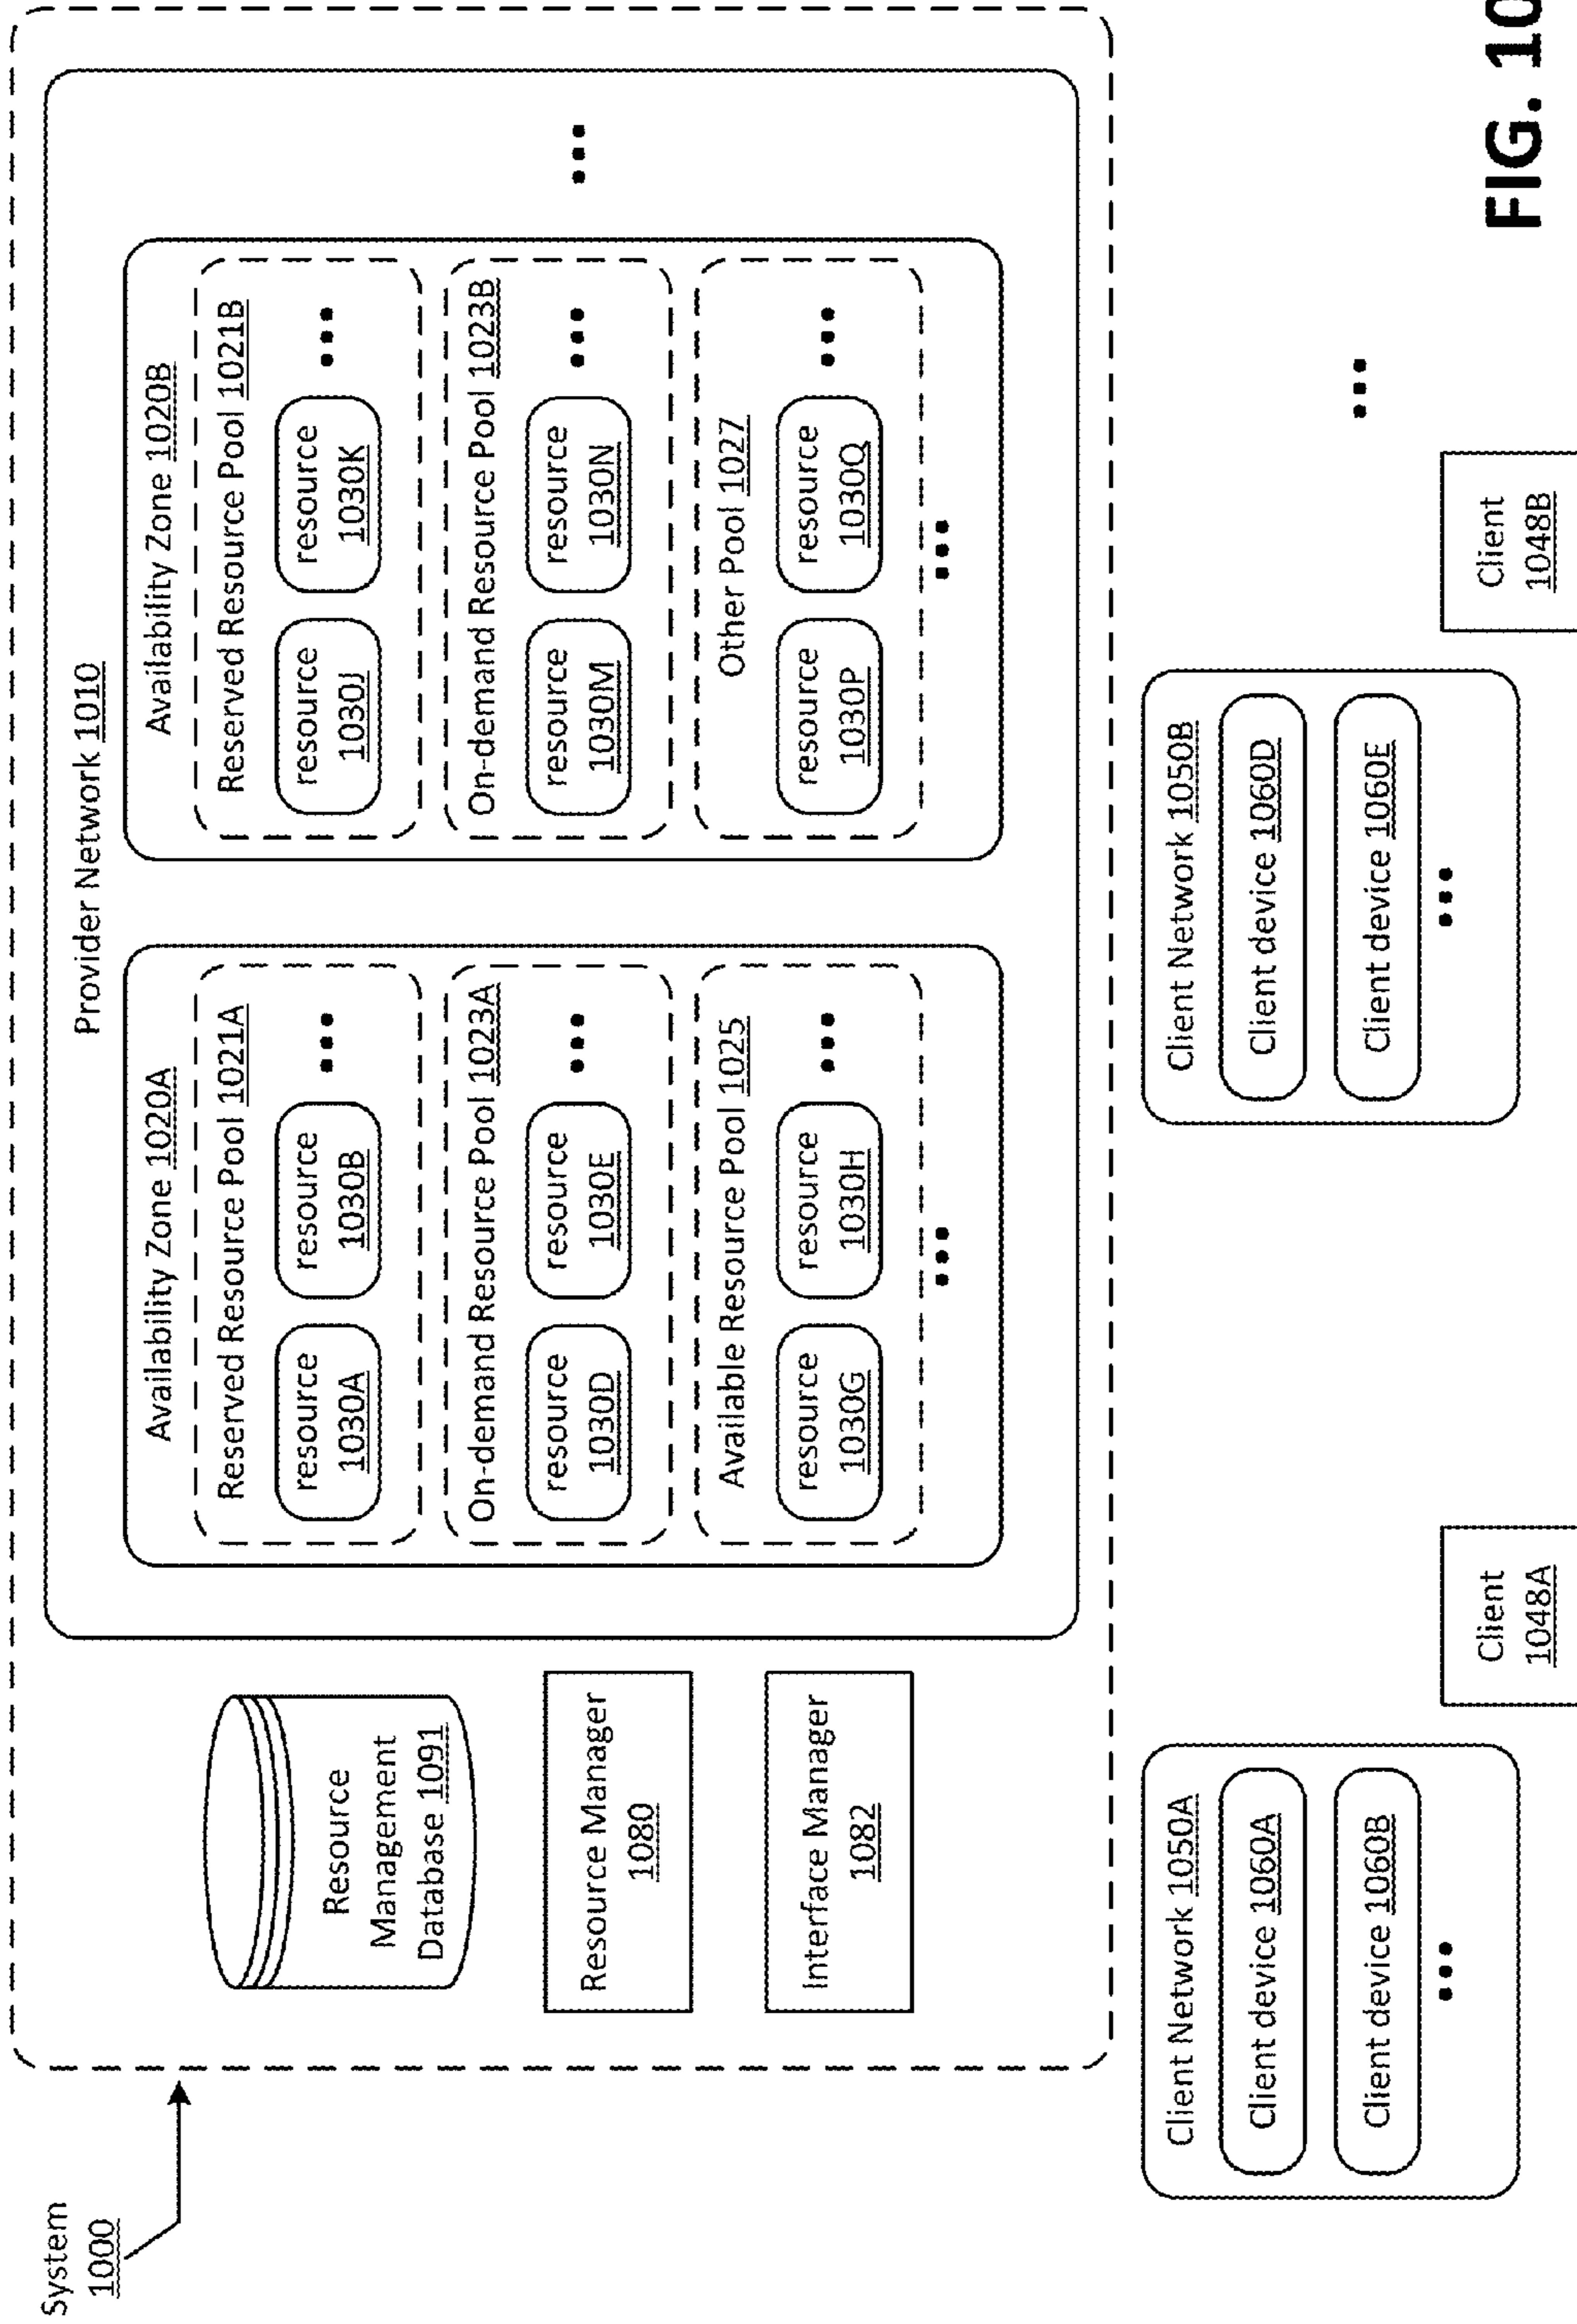 System
1000
Provider Network 1010
Resource
Management
Database 1091
Resource Manager
1080
Interface Manager
1082
Availability Zone 1020A
Reserved Resource Pool 1021A
resource
1030A
resource
1030B
•••
On-demand Resource Pool 1023A
resource
1030D
resource
1030E
•••
Available Resource Pool 1025
resource
1030G
resource
1030H
•••
•••
Availability Zone 1020B
Reserved Resource Pool 1021B
resource
1030J
resource
1030K
•••
On-demand Resource Pool 1023B
resource
1030M
resource
1030N
•••
Other Pool 1027
resource
1030P
resource
1030Q
•••
•••
•••
Client Network 1050A
Client device 1060A
Client device 1060B
•••
Client
1048A
Client Network 1050B
Client device 1060D
Client device 1060E
•••
Client
1048B
•••
FIG. 10